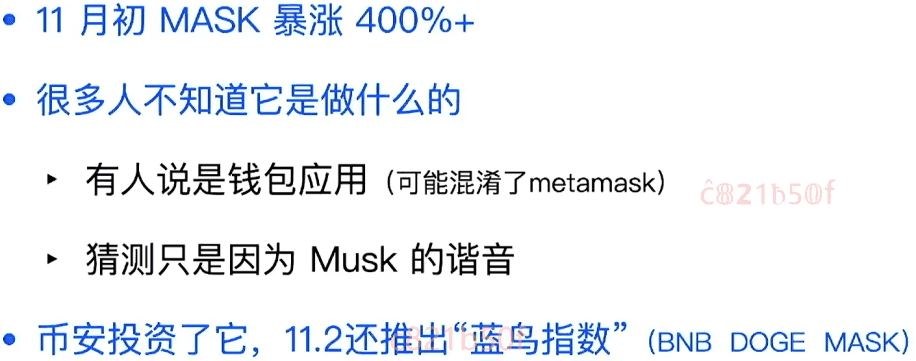 • 11 月初 MASK 暴涨 400%+
• 很多人不知道它是做什么的
‣ 有人说是钱包应用（可能混淆了metamask）
ĉ821b50f
‣ 猜测只是因为 Musk 的谐音
• 币安投资了它，11.2还推出“蓝鸟指数”（BNB DOGE MASK）
ĉ821b50f